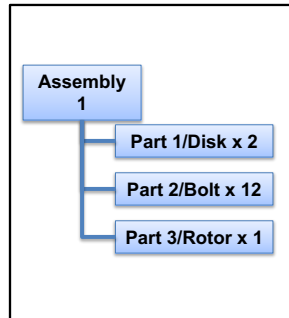 Assembly
1
Part 1/Disk x 2
Part 2/Bolt x 12
Part 3/Rotor x 1